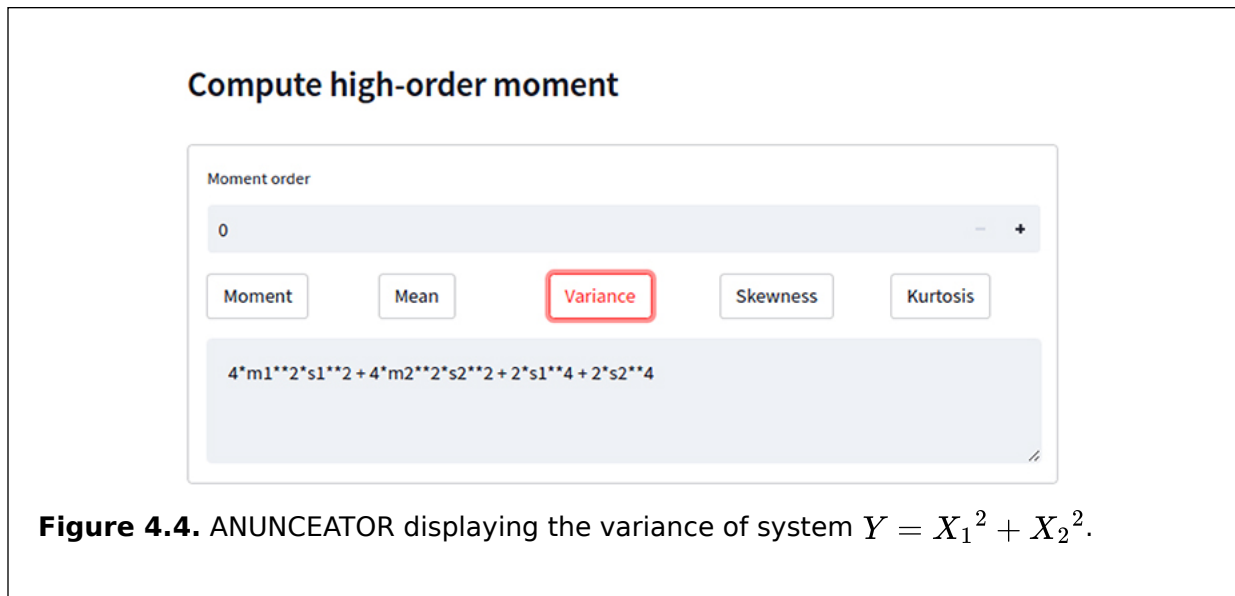 Compute high-order moment
Moment order
0 − +
Moment Mean Variance Skewness Kurtosis
4*m1**2*s1**2 + 4*m2**2*s2**2 + 2*s1**4 + 2*s2**4
Figure 4.4. ANUNCEATOR displaying the variance of system Y = X₁² + X₂².